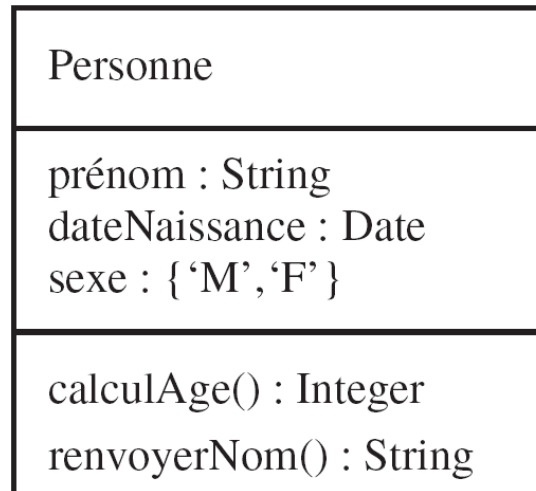 Personne
prénom : String
dateNaissance : Date
sexe : {‘M’,‘F’}
calculAge() : Integer
renvoyerNom() : String